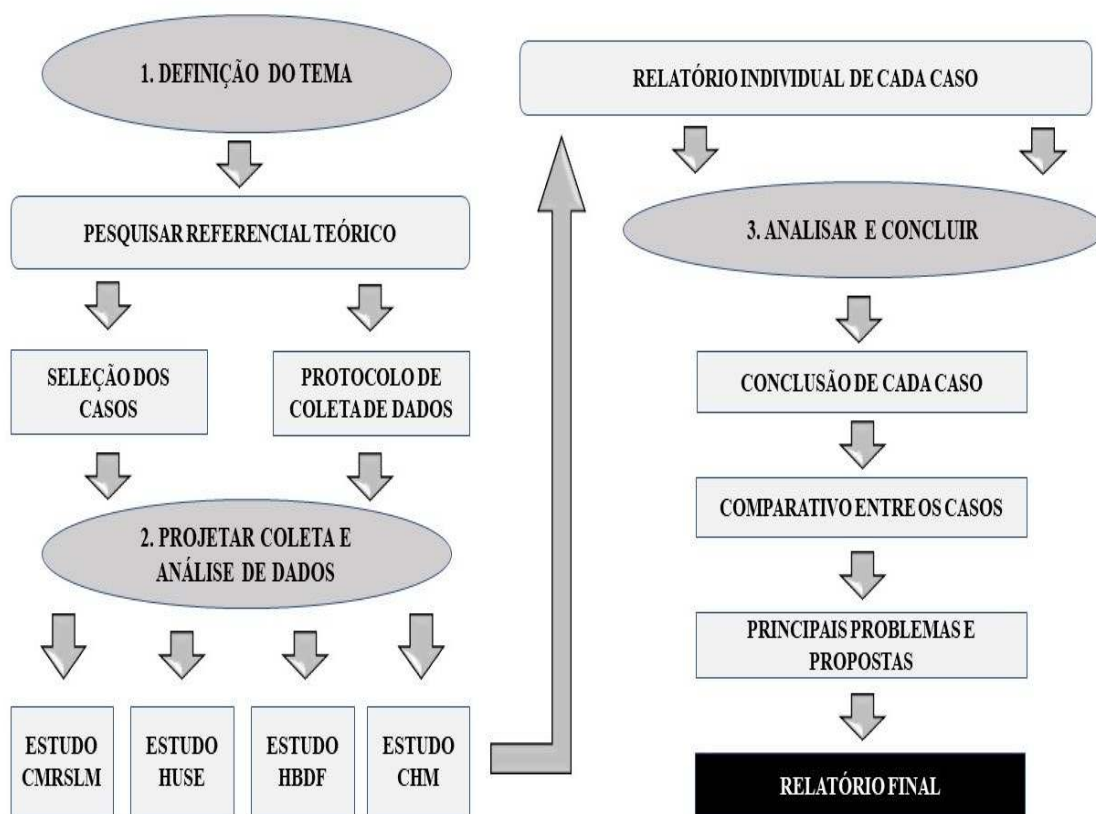 1. DEFINIÇÃO DO TEMA
PESQUISAR REFERENCIAL TEÓRICO
SELEÇÃO DOS
CASOS
PROTOCOLO DE
COLETA DE DADOS
2. PROJETAR COLETA E
ANÁLISE DE DADOS
ESTUDO
CMRSLM
ESTUDO
HUSE
ESTUDO
HBDF
ESTUDO
CHM
RELATÓRIO INDIVIDUAL DE CADA CASO
3. ANALISAR E CONCLUIR
CONCLUSÃO DE CADA CASO
COMPARATIVO ENTRE OS CASOS
PRINCIPAIS PROBLEMAS E
PROPOSTAS
RELATÓRIO FINAL